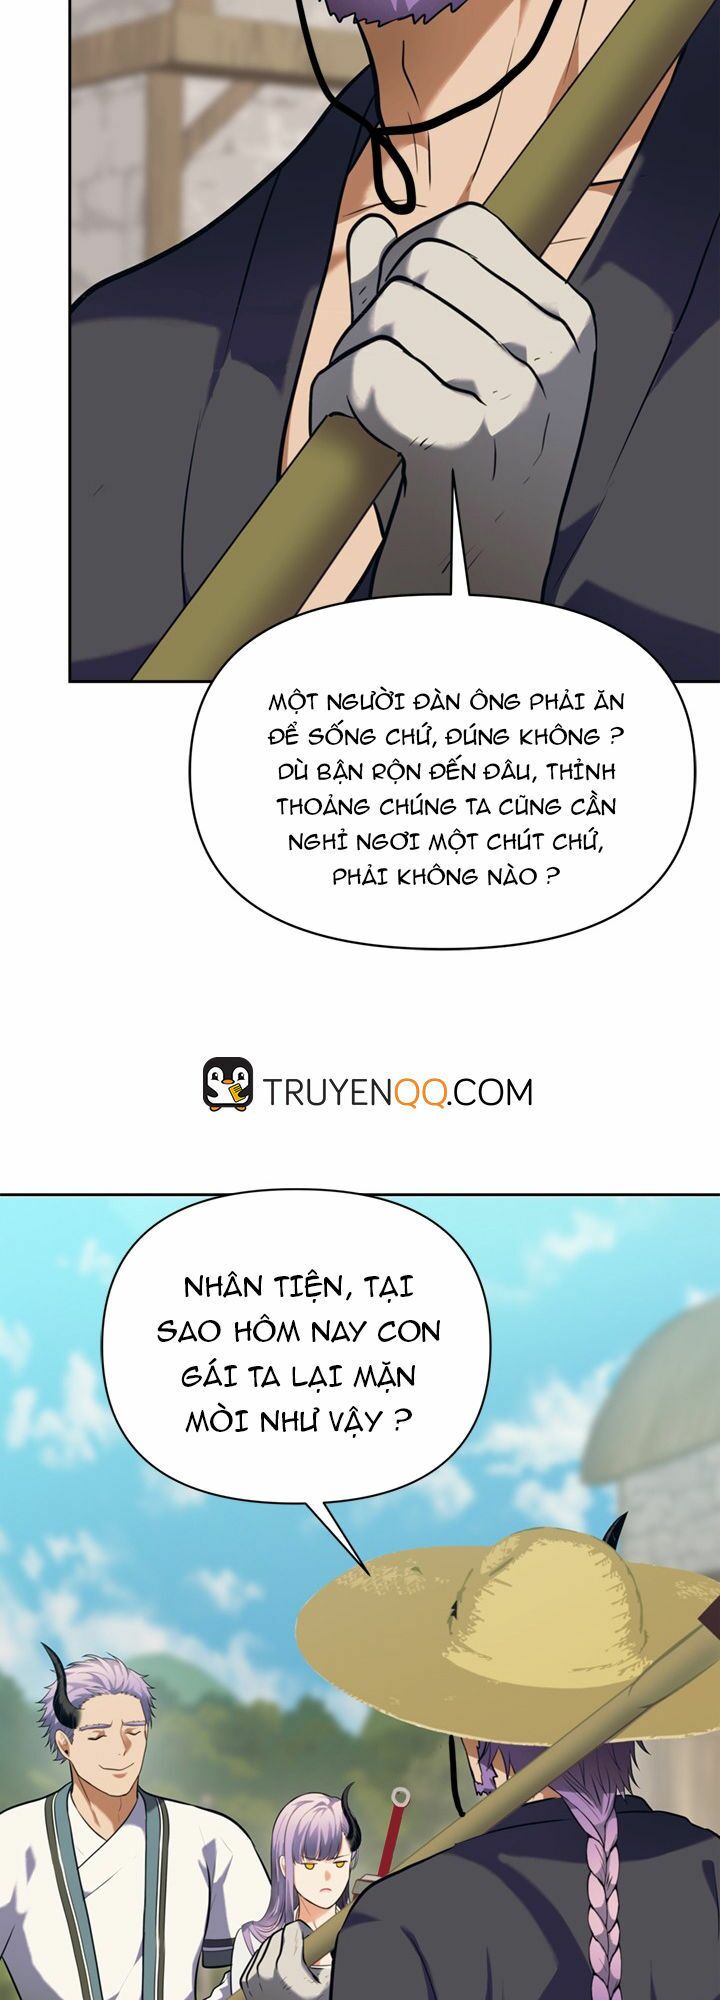 MỘT NGƯỜI ĐÀN ÔNG PHẢI ĂN
ĐỂ SỐNG CHỨ, ĐÚNG KHÔNG ?
DÙ BẬN RỘN ĐẾN ĐÂU, THỈNH
THOẢNG CHÚNG TA CŨNG CẦN
NGHỈ NGƠI MỘT CHÚT CHỨ,
PHẢI KHÔNG NÀO ?
TRUYENQQ.COM
NHÂN TIỆN, TẠI
SAO HÔM NAY CON
GÁI TA LẠI MẶN
MÒI NHƯ VẬY ?